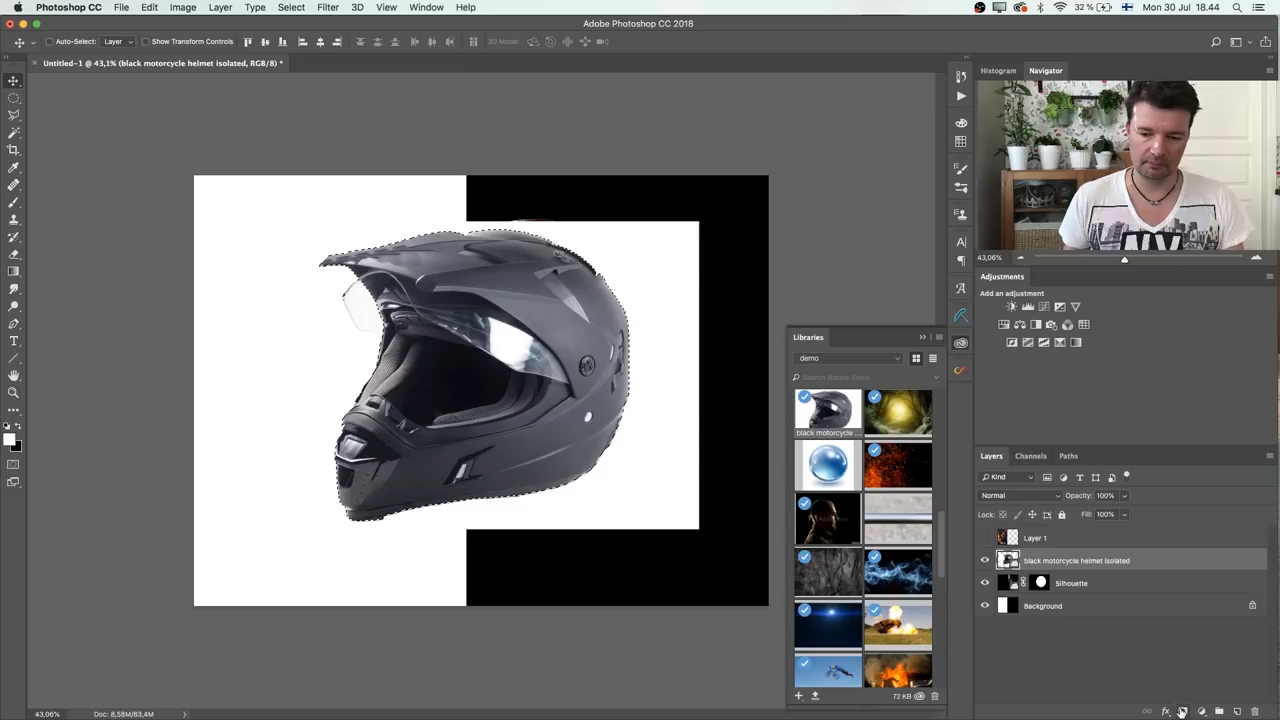 Photoshop CC File Edit Image Layer Type Select Filter 3D View Window Help 32 % Mon 30 Jul 18.44
Adobe Photoshop CC 2018
Auto-Select: Layer Show Transform Controls 3D Mode:
Untitled-1 @ 43,1% (black motorcycle helmet isolated, RGB/8) *
Histogram Navigator
43,06%
Adjustments
Add an adjustment
Libraries
demo
Search Adobe Stock
black motorcycle ...
72 KB
Layers Channels Paths
Kind
Normal Opacity: 100%
Lock: Fill: 100%
Layer 1
black motorcycle helmet isolated
Silhouette
Background
43,06% Doc: 8,58M/83,4M